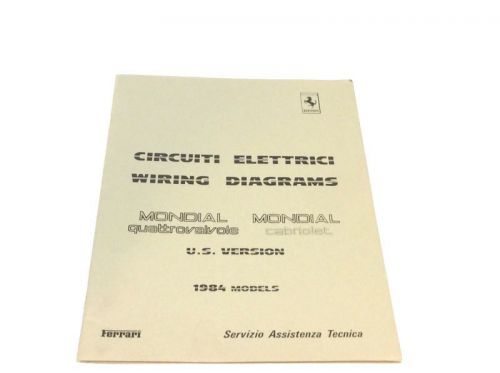 CIRCUITI ELETTRICI
WIRING DIAGRAMS
MONDIAL MONDIAL
quattrovalvole cabriolet
U.S. VERSION
1984 MODELS
Ferrari Servizio Assistenza Tecnica